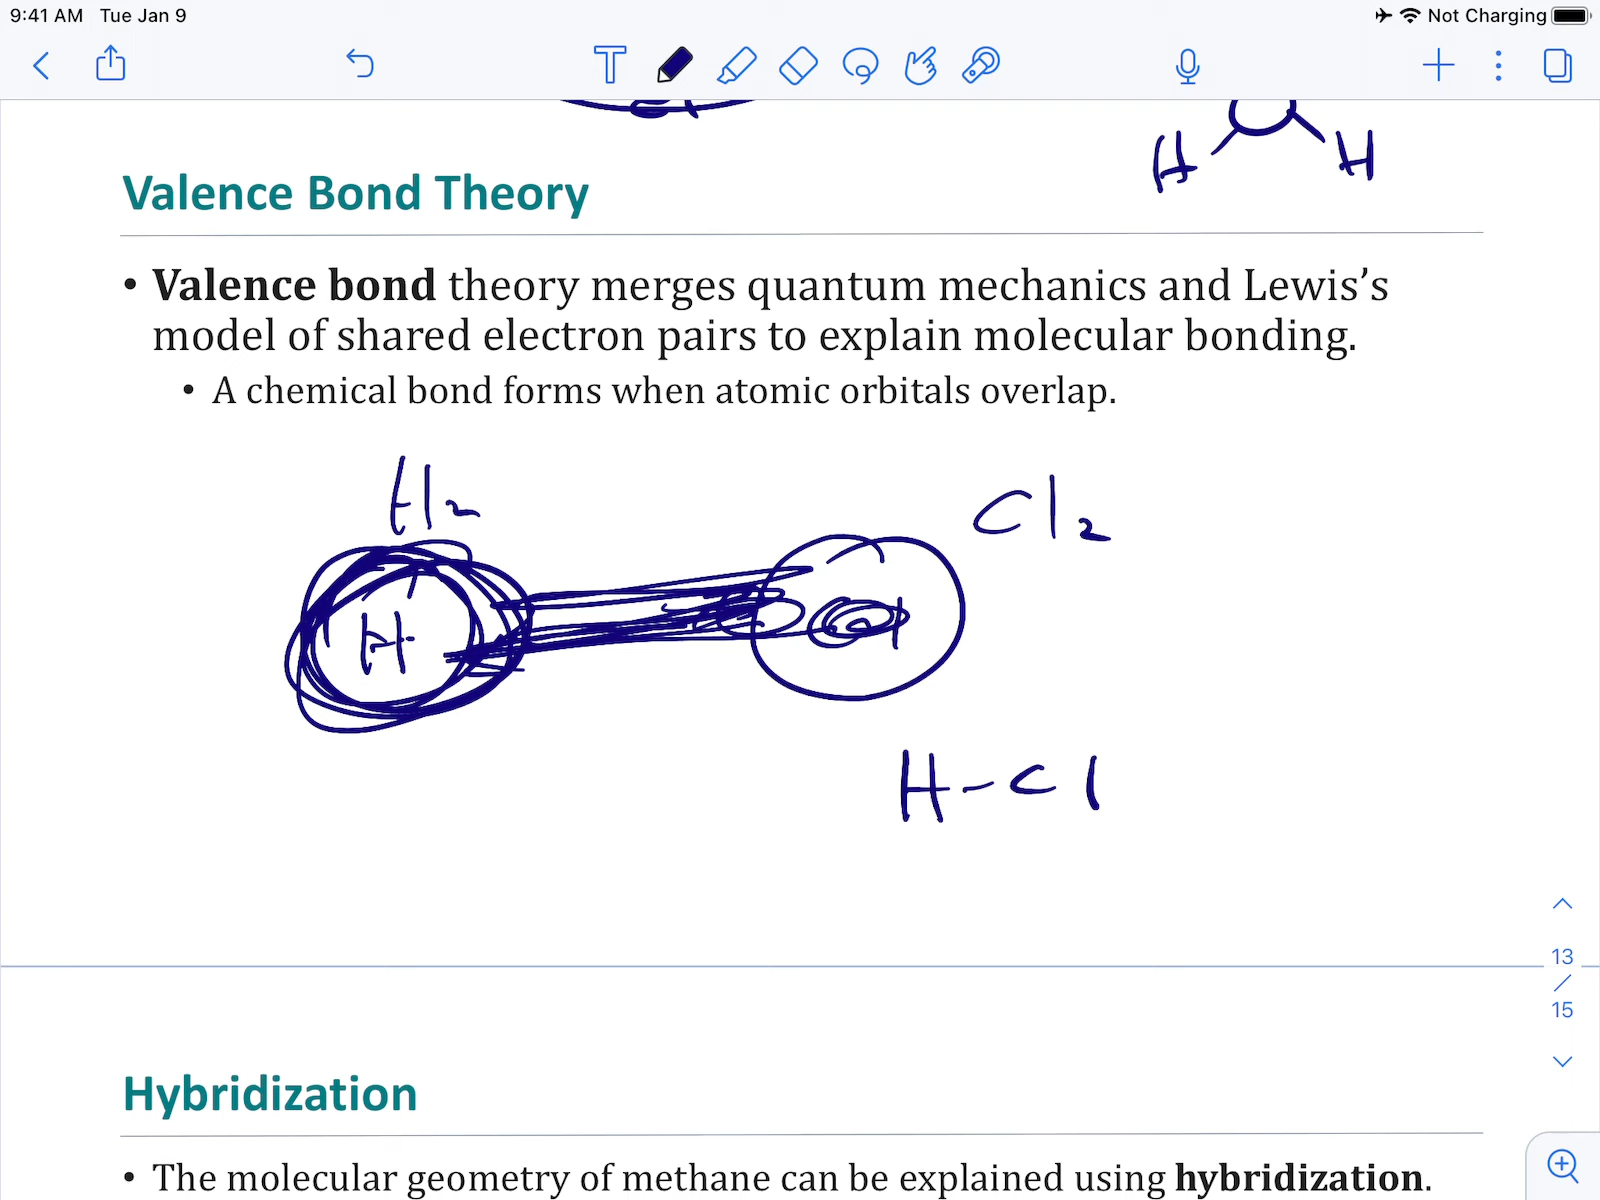 9:41 AM Tue Jan 9
Not Charging
H H
Valence Bond Theory
• Valence bond theory merges quantum mechanics and Lewis’s
model of shared electron pairs to explain molecular bonding.
• A chemical bond forms when atomic orbitals overlap.
H₂
Cl₂
H
H-Cl
13
/
15
Hybridization
• The molecular geometry of methane can be explained using hybridization.